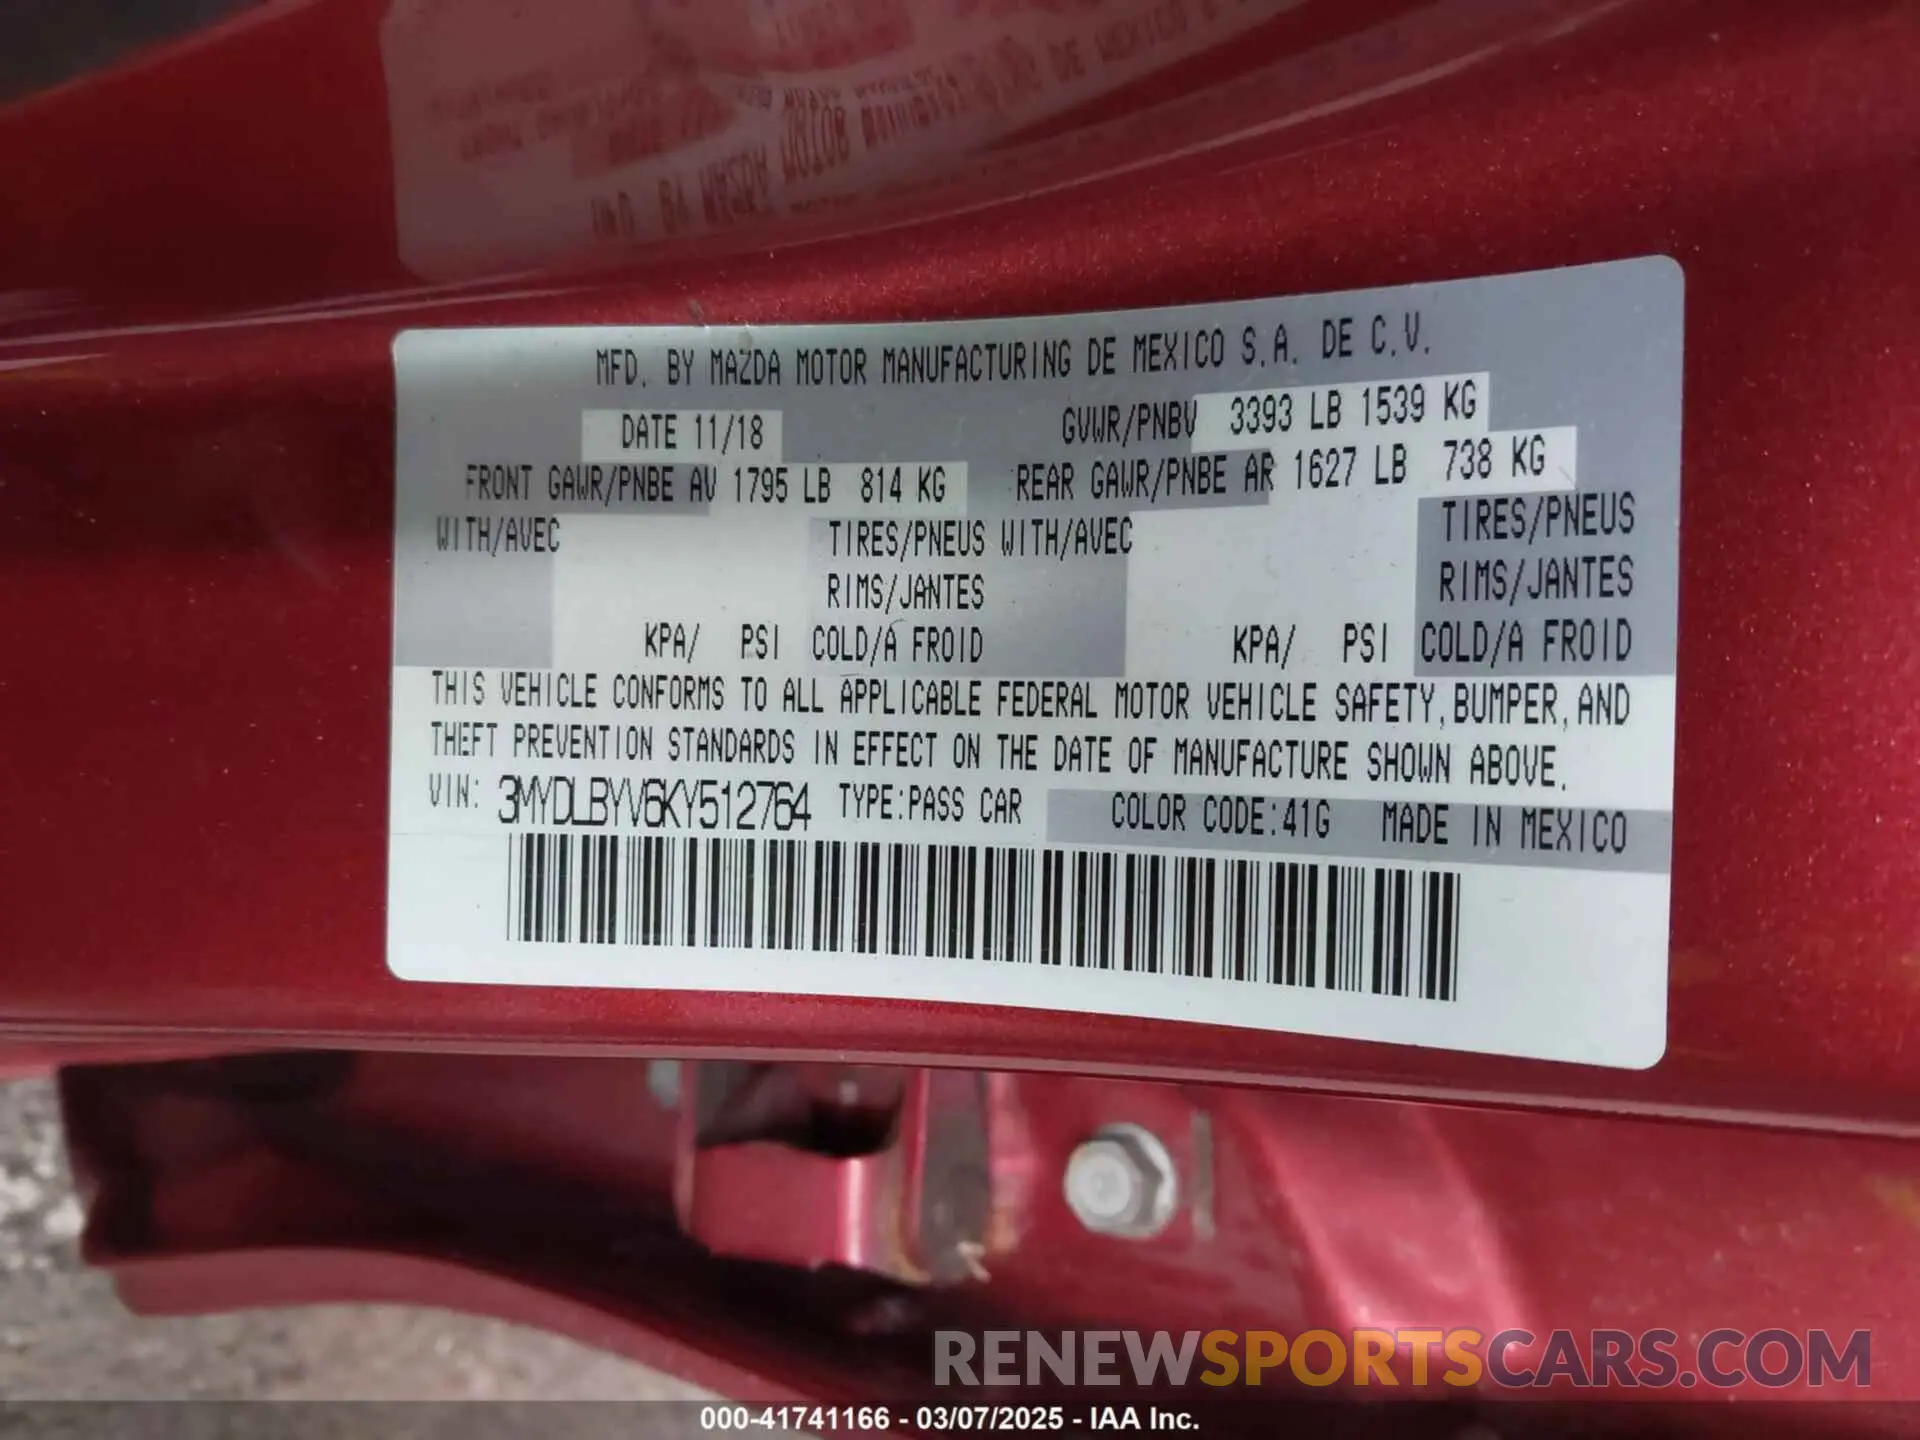 MFD. BY MAZDA MOTOR MANUFACTURING DE MEXICO S.A. DE C.V.
DATE 11/18 GVWR/PNBV 3393 LB 1539 KG
FRONT GAWR/PNBE AV 1795 LB 814 KG REAR GAWR/PNBE AR 1627 LB 738 KG
WITH/AVEC TIRES/PNEUS WITH/AVEC TIRES/PNEUS
RIMS/JANTES RIMS/JANTES
KPA/ PSI COLD/A FROID KPA/ PSI COLD/A FROID
THIS VEHICLE CONFORMS TO ALL APPLICABLE FEDERAL MOTOR VEHICLE SAFETY, BUMPER, AND
THEFT PREVENTION STANDARDS IN EFFECT ON THE DATE OF MANUFACTURE SHOWN ABOVE.
VIN: 3MYDLBYV6KY512764 TYPE:PASS CAR COLOR CODE:41G MADE IN MEXICO
RENEWSPORTSCARS.COM
000-41741166 - 03/07/2025 - IAA Inc.